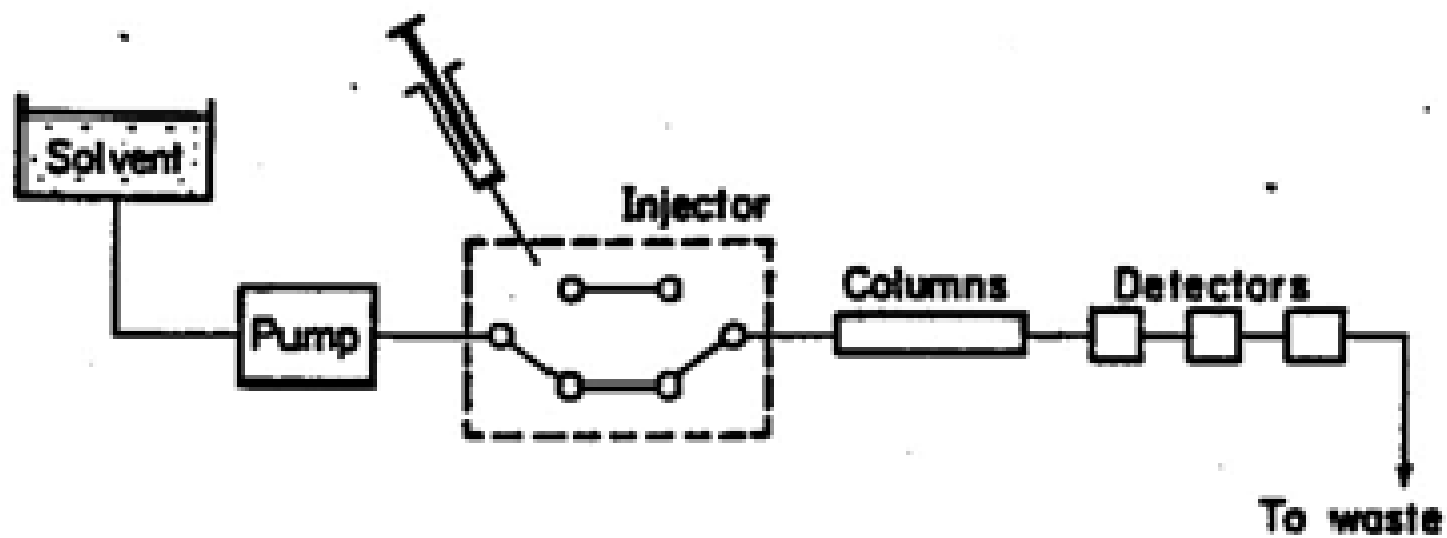 Solvent
Injector
Pump
Columns
Detectors
To waste